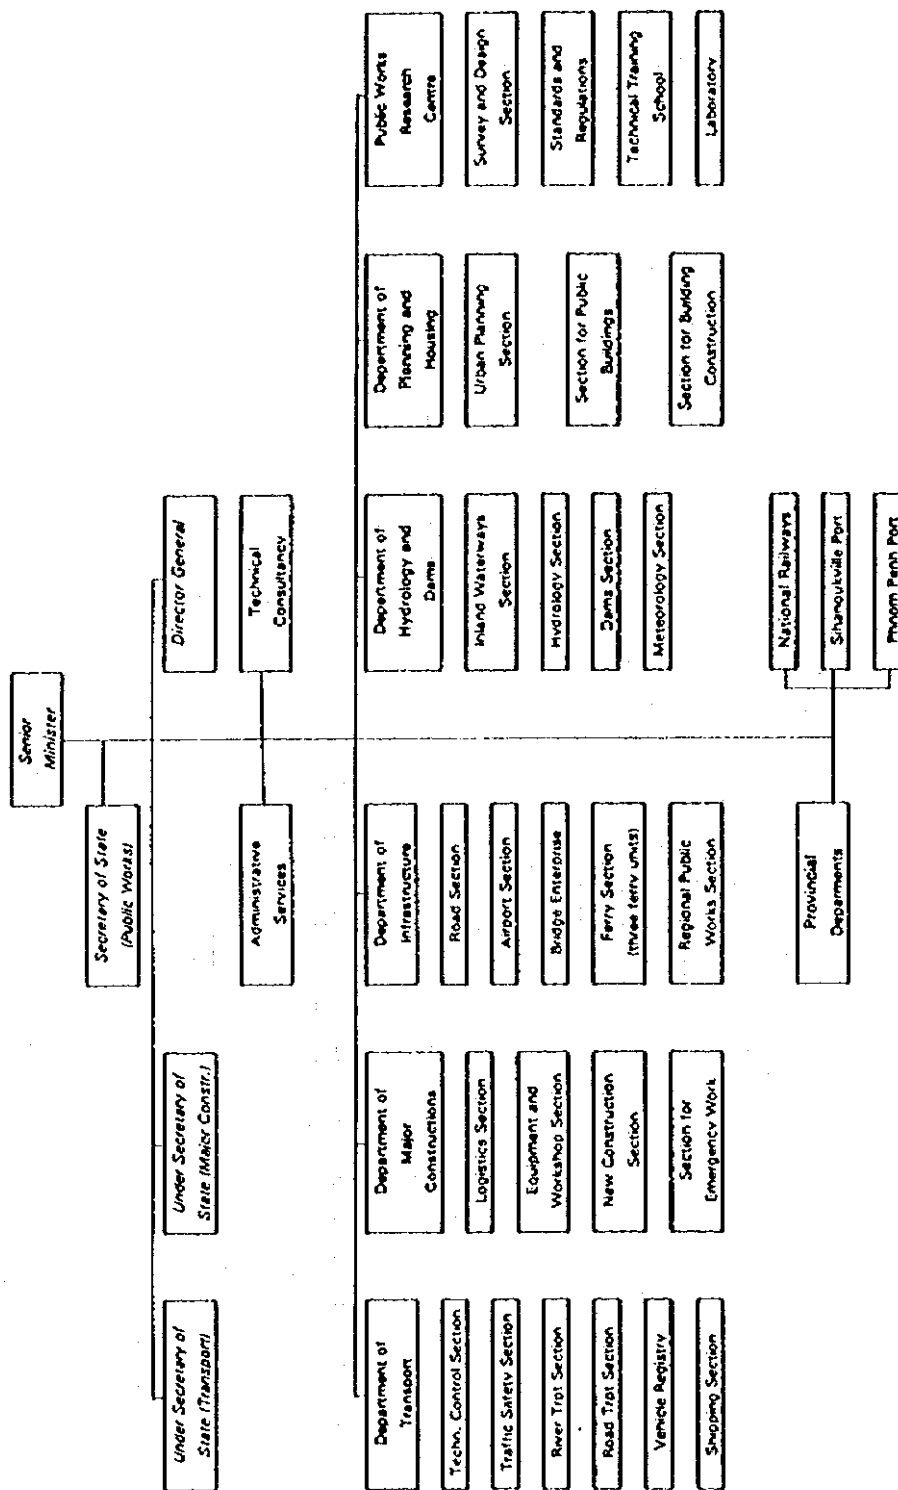 Senior
Minister
Secretary of State
(Public Works)
Under Secretary of
State (Transport)
Under Secretary of
State (Major Constr.)
Director General
Administrative
Services
Technical
Consultancy
Department of
Transport
Techn. Control Section
Traffic Safety Section
River Trpt Section
Road Trpt Section
Vehicle Registry
Shipping Section
Department of
Major
Constructions
Logistics Section
Equipment and
Workshop Section
New Construction
Section
Section for
Emergency Work
Department of
Infrastructure
Road Section
Airport Section
Bridge Enterprise
Ferry Section
(three ferry units)
Regional Public
Works Section
Department of
Hydrology and
Dams
Inland Waterways
Section
Hydrology Section
Dams Section
Meteorology Section
Department of
Planning and
Housing
Urban Planning
Section
Section for Public
Buildings
Section for Building
Construction
Public Works
Research
Centre
Survey and Design
Section
Standards and
Regulations
Technical Training
School
Laboratory
Provincial
Deparments
National Railways
Sihanoukville Port
Phnom Penh Port